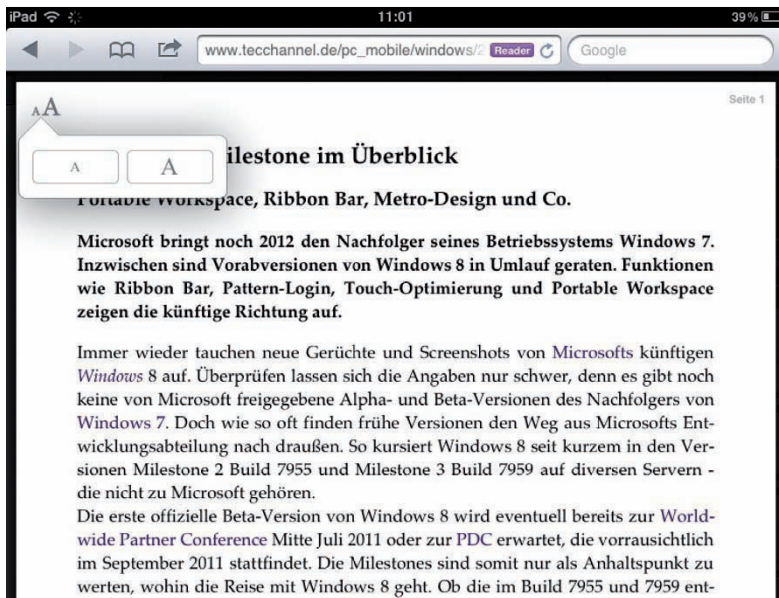 iPad 11:01 39%
www.tecchannel.de/pc_mobile/windows/2 Reader Google
Seite 1
AA
A A
ilestone im Überblick
Portable Workspace, Ribbon Bar, Metro-Design und Co.
Microsoft bringt noch 2012 den Nachfolger seines Betriebssystems Windows 7.
Inzwischen sind Vorabversionen von Windows 8 in Umlauf geraten. Funktionen
wie Ribbon Bar, Pattern-Login, Touch-Optimierung und Portable Workspace
zeigen die künftige Richtung auf.
Immer wieder tauchen neue Gerüchte und Screenshots von Microsofts künftigen
Windows 8 auf. Überprüfen lassen sich die Angaben nur schwer, denn es gibt noch
keine von Microsoft freigegebene Alpha- und Beta-Versionen des Nachfolgers von
Windows 7. Doch wie so oft finden frühe Versionen den Weg aus Microsofts Ent-
wicklungsabteilung nach draußen. So kursiert Windows 8 seit kurzem in den Ver-
sionen Milestone 2 Build 7955 und Milestone 3 Build 7959 auf diversen Servern -
die nicht zu Microsoft gehören.
Die erste offizielle Beta-Version von Windows 8 wird eventuell bereits zur World-
wide Partner Conference Mitte Juli 2011 oder zur PDC erwartet, die vorrausichtlich
im September 2011 stattfindet. Die Milestones sind somit nur als Anhaltspunkt zu
werten, wohin die Reise mit Windows 8 geht. Ob die im Build 7955 und 7959 ent-